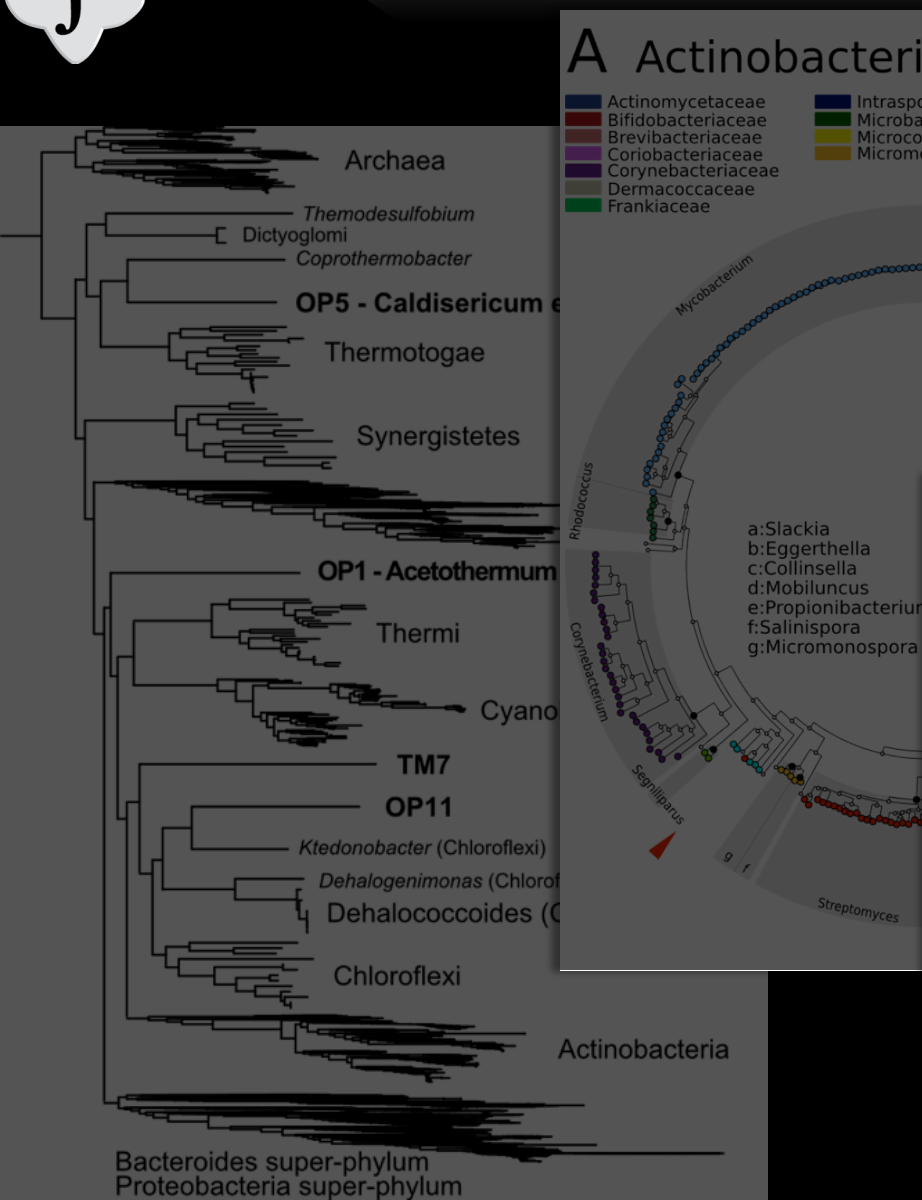 J
A Actinobacteri
Actinomycetaceae
Bifidobacteriaceae
Brevibacteriaceae
Coriobacteriaceae
Corynebacteriaceae
Dermacoccaceae
Frankiaceae
Intraspo
Microba
Microco
Microm
Archaea
Themodesulfobium
Dictyoglomi
Coprothermobacter
OP5 - Caldisericum e
Thermotogae
Synergistetes
OP1 - Acetothermum
Thermi
Cyano
TM7
OP11
Ktedonobacter (Chloroflexi)
Dehalogenimonas (Chlorof
Dehalococcoides (C
Chloroflexi
Actinobacteria
Bacteroides super-phylum
Proteobacteria super-phylum
Mycobacterium
Rhodococcus
Corynebacterium
Segniliparus
g
f
Streptomyces
a:Slackia
b:Eggerthella
c:Collinsella
d:Mobiluncus
e:Propionibacteriur
f:Salinispora
g:Micromonospora